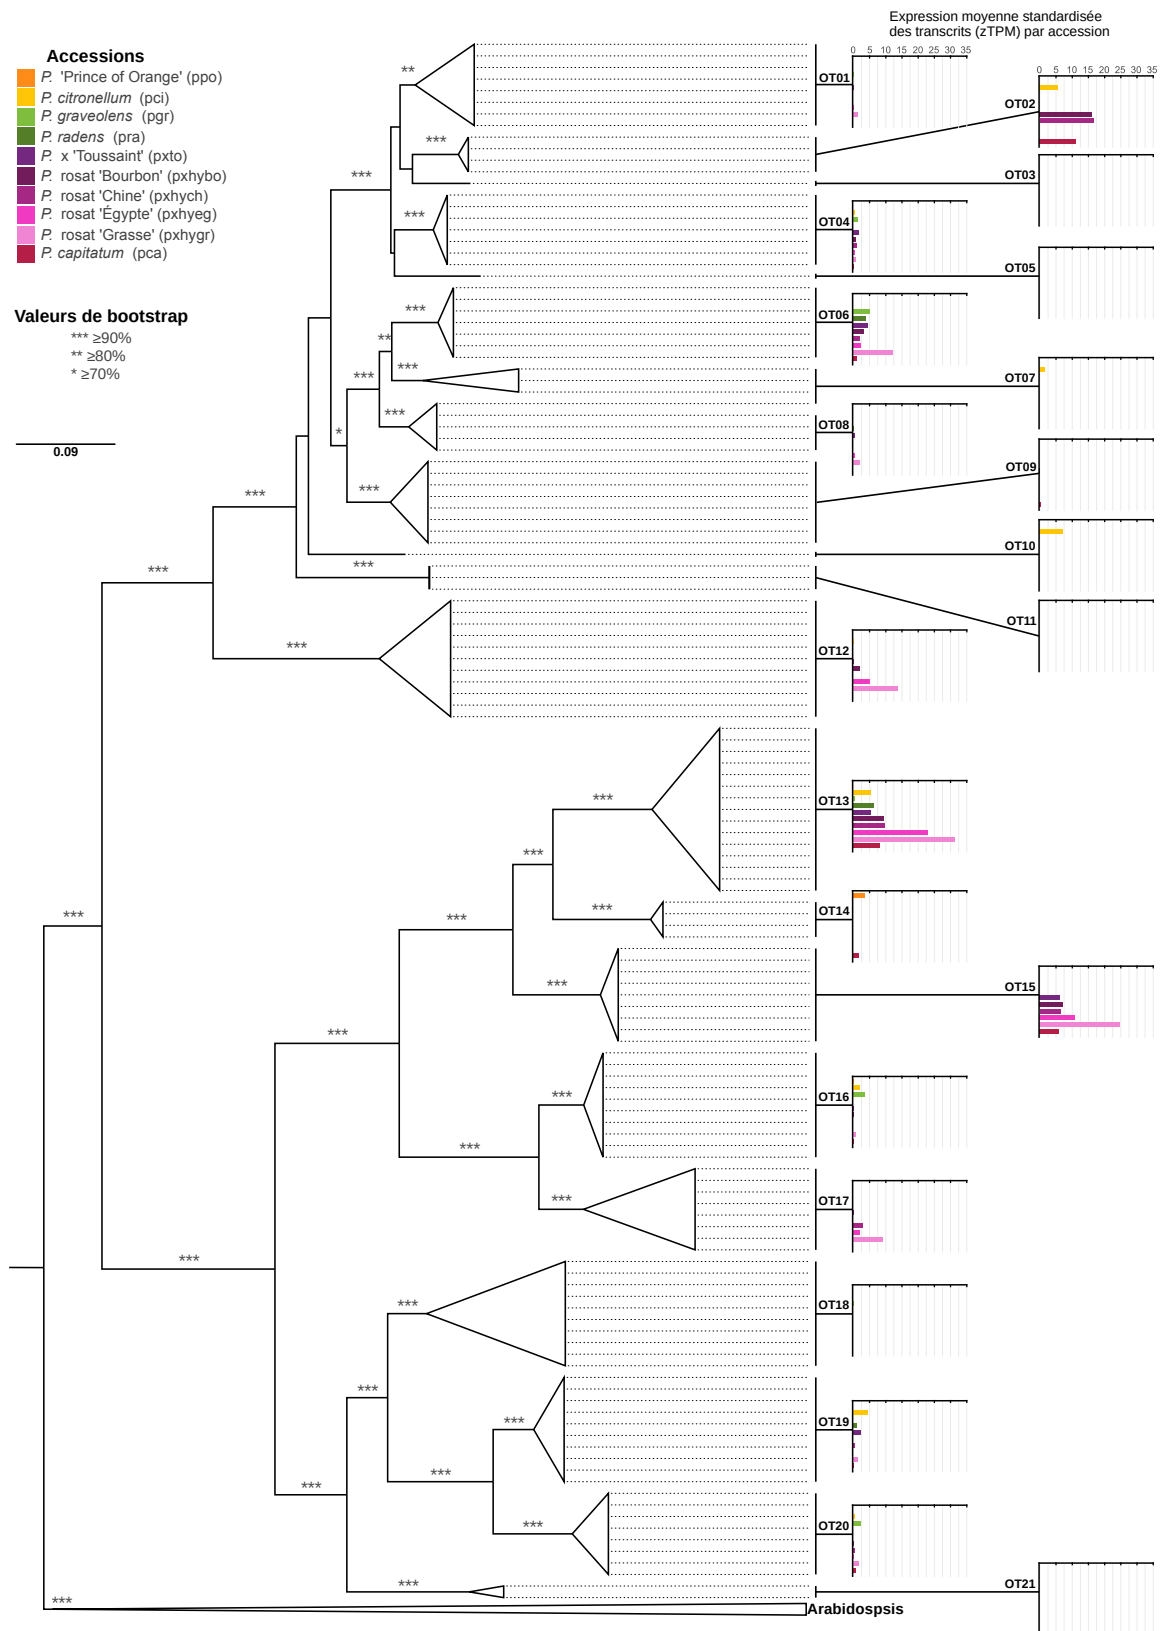 Expression moyenne standardisée
des transcrits (zTPM) par accession
0 5 10 15 20 25 30 35
0 5 10 15 20 25 30 35
Accessions
P. 'Prince of Orange' (ppo)
P. citronellum (pci)
P. graveolens (pgr)
P. radens (pra)
P. x 'Toussaint' (pxto)
P. rosat 'Bourbon' (pxhybo)
P. rosat 'Chine' (pxhych)
P. rosat 'Égypte' (pxhyeg)
P. rosat 'Grasse' (pxhygr)
P. capitatum (pca)
Valeurs de bootstrap
*** ≥90%
** ≥80%
* ≥70%
0.09
**
OT01
OT02
***
***
OT03
***
OT04
OT05
***
OT06
**
***
OT07
***
***
OT08
*
OT09
***
***
OT10
***
***
OT11
***
OT12
***
OT13
***
***
OT14
***
***
***
OT15
***
***
OT16
***
***
OT17
***
***
OT18
***
***
OT19
***
***
***
OT20
***
OT21
***
Arabidospsis